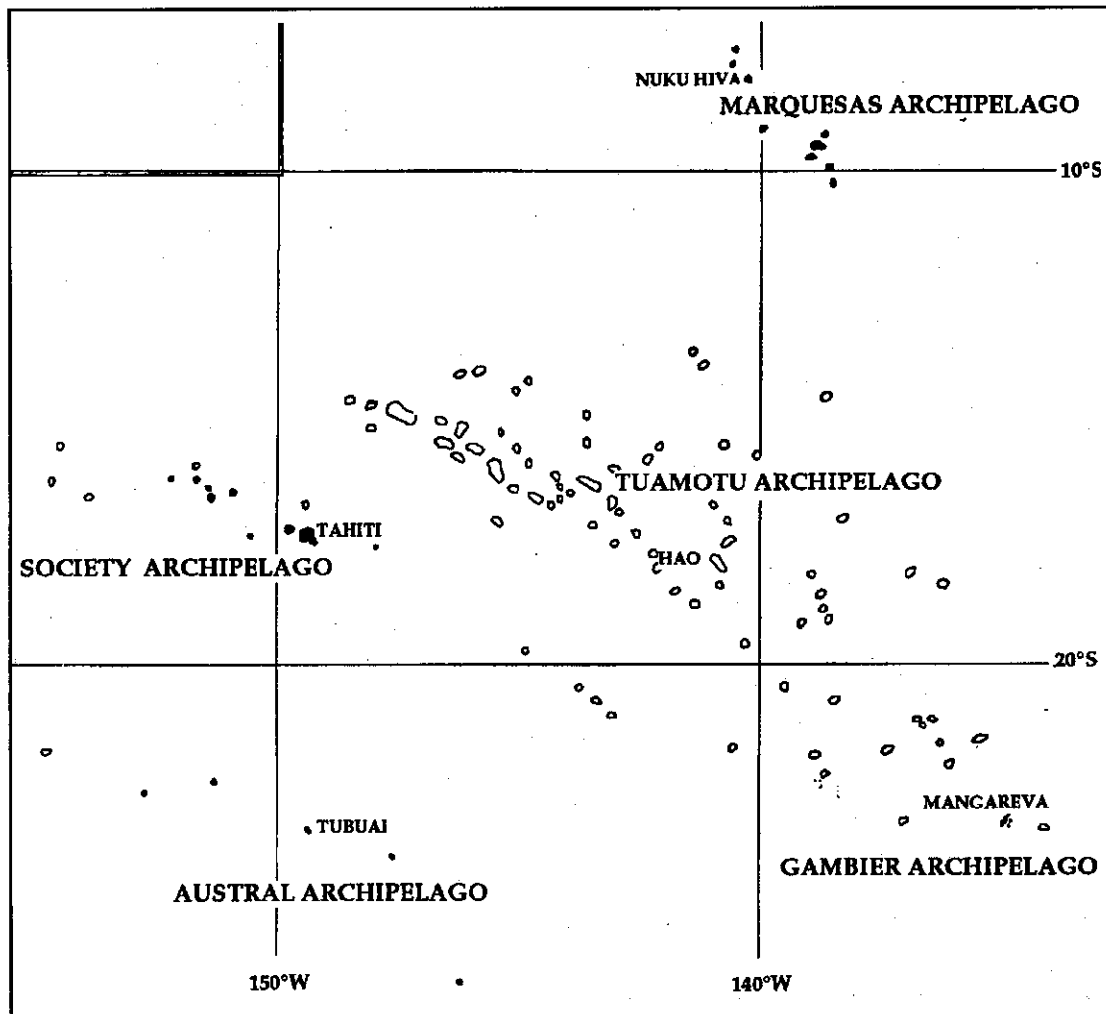 NUKU HIVA
MARQUESAS ARCHIPELAGO
10°S
TUAMOTU ARCHIPELAGO
TAHITI
HAO
SOCIETY ARCHIPELAGO
20°S
MANGAREVA
TUBUAI
GAMBIER ARCHIPELAGO
AUSTRAL ARCHIPELAGO
150°W
140°W